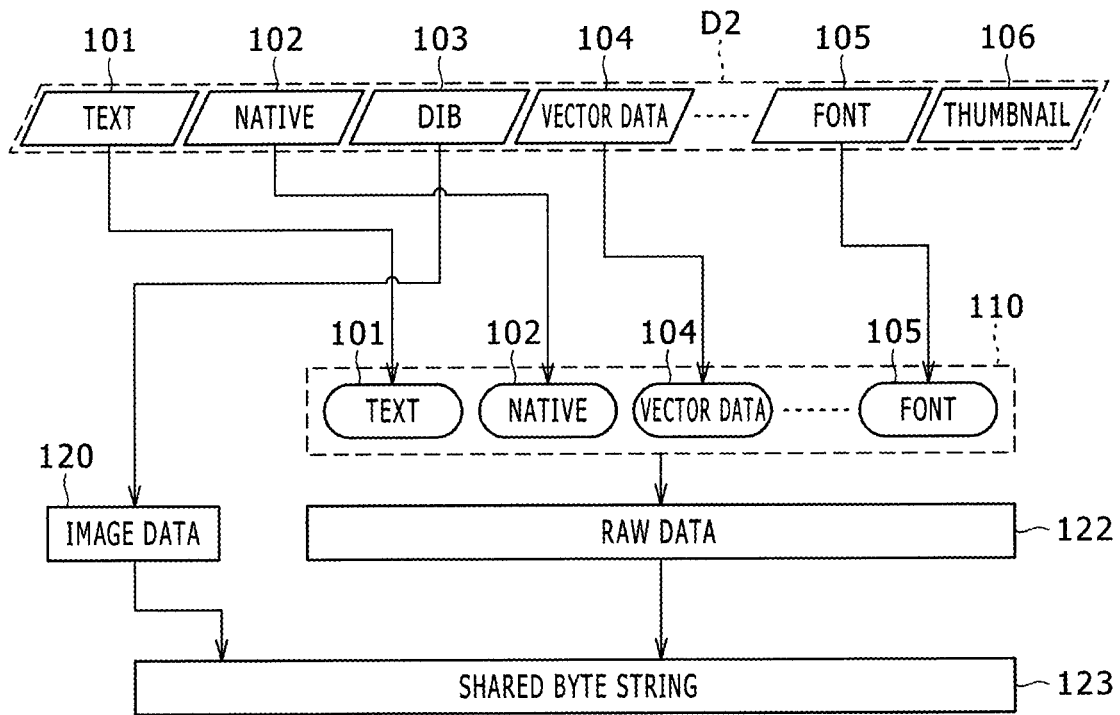 101 102 103 104 D2 105 106
TEXT NATIVE DIB VECTOR DATA FONT THUMBNAIL
110
101 102 104 105
TEXT NATIVE VECTOR DATA FONT
120
IMAGE DATA RAW DATA 122
SHARED BYTE STRING 123